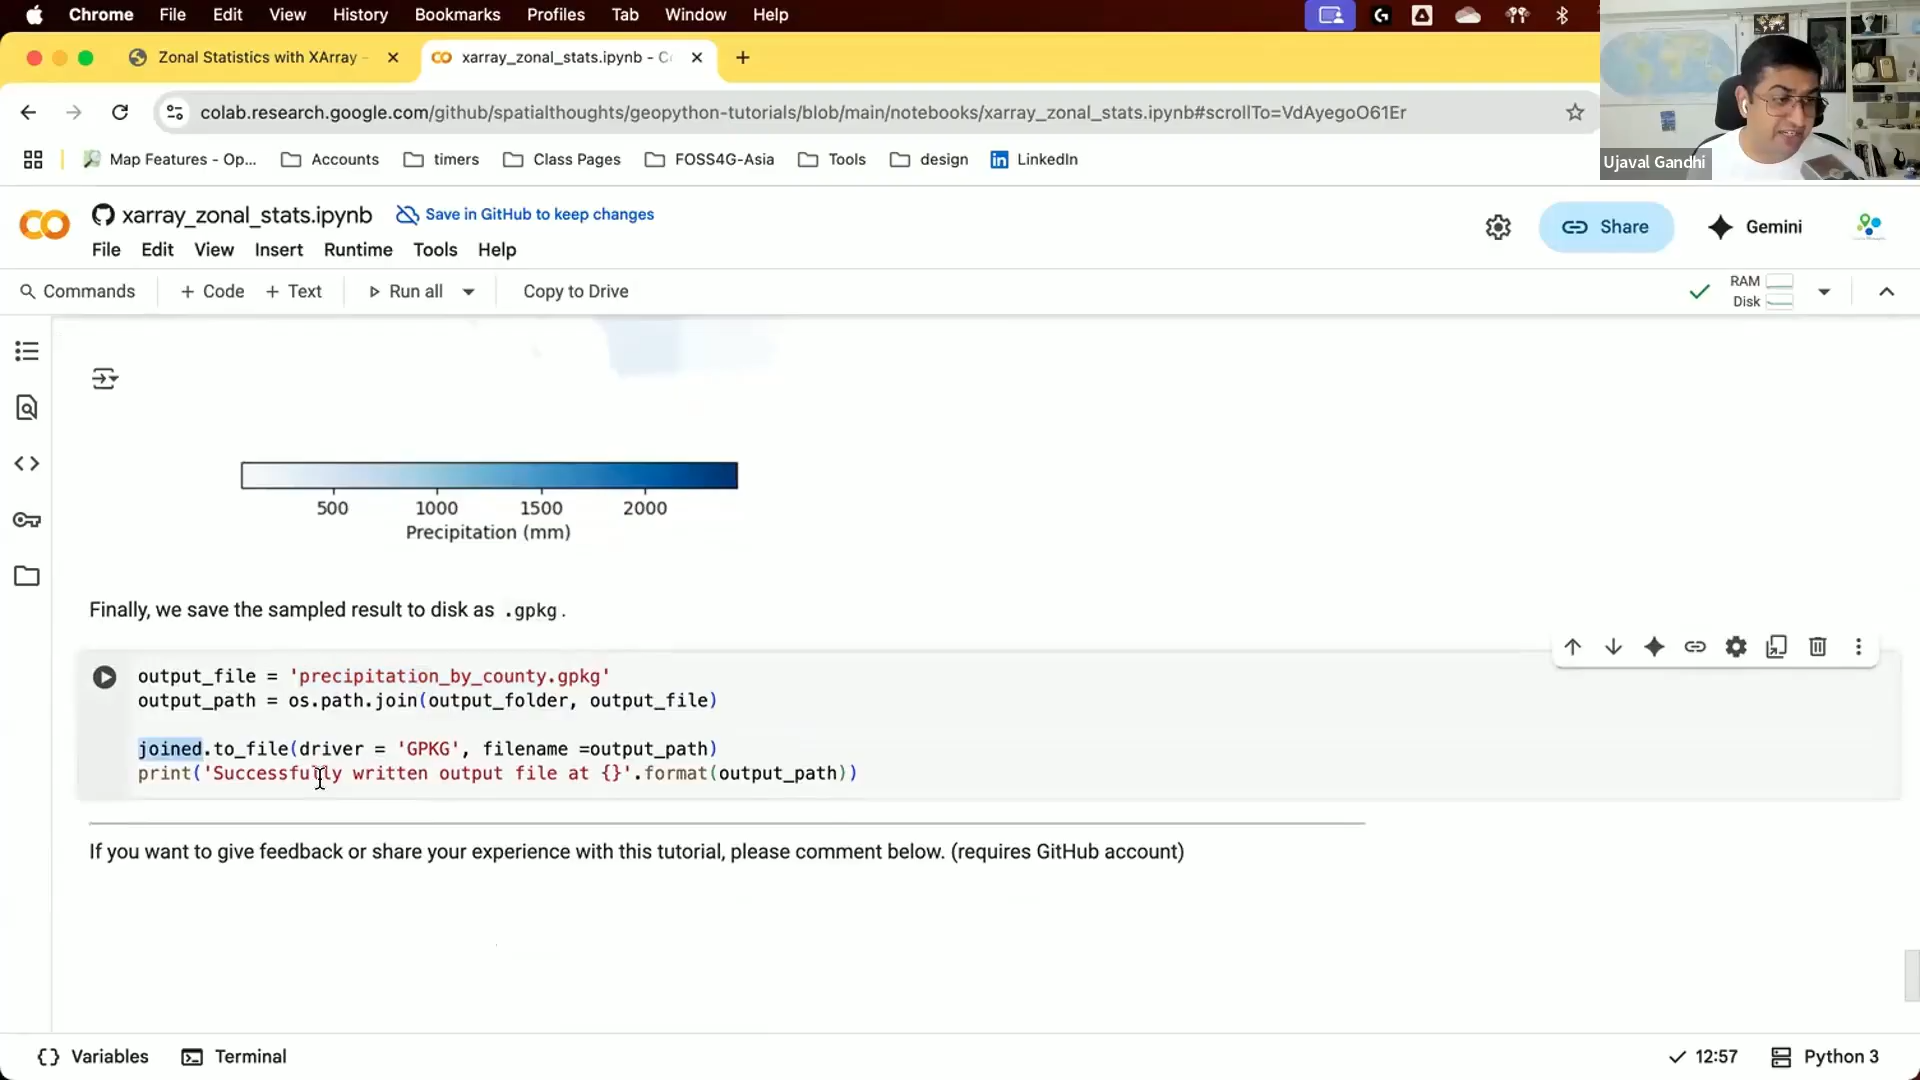 Chrome File Edit View History Bookmarks Profiles Tab Window Help
Zonal Statistics with XArray -
xarray_zonal_stats.ipynb - C
colab.research.google.com/github/spatialthoughts/geopython-tutorials/blob/main/notebooks/xarray_zonal_stats.ipynb#scrollTo=VdAyegoO61Er
Map Features - Op... Accounts timers Class Pages FOSS4G-Asia Tools design LinkedIn
Ujaval Gandhi
xarray_zonal_stats.ipynb Save in GitHub to keep changes
File Edit View Insert Runtime Tools Help
Share Gemini
Commands + Code + Text Run all Copy to Drive
RAM
Disk
500 1000 1500 2000
Precipitation (mm)
Finally, we save the sampled result to disk as .gpkg.
output_file = 'precipitation_by_county.gpkg'
output_path = os.path.join(output_folder, output_file)
joined.to_file(driver = 'GPKG', filename =output_path)
print('Successfully written output file at {}'.format(output_path))
If you want to give feedback or share your experience with this tutorial, please comment below. (requires GitHub account)
Variables Terminal 12:57 Python 3